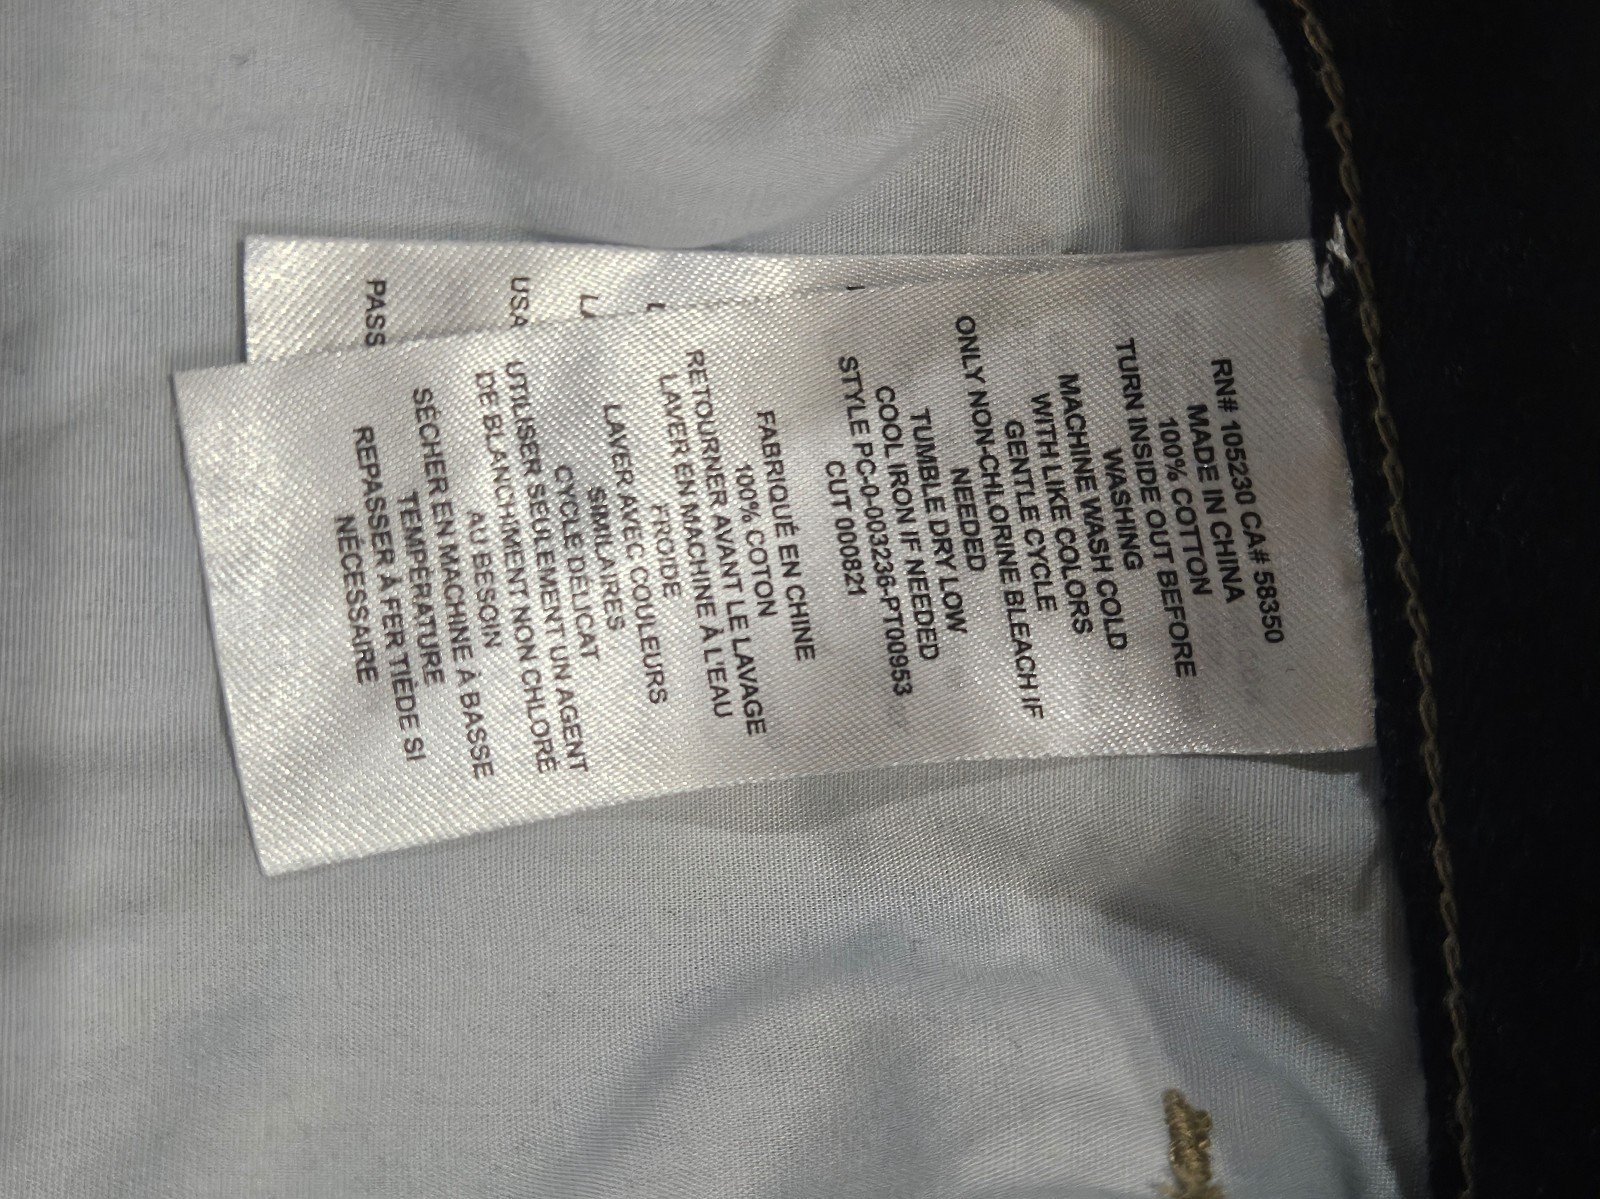 RN# 105230 CA# 58350
MADE IN CHINA
100% COTTON
TURN INSIDE OUT BEFORE
WASHING
MACHINE WASH COLD
WITH LIKE COLORS
GENTLE CYCLE
ONLY NON-CHLORINE BLEACH IF
NEEDED
TUMBLE DRY LOW
COOL IRON IF NEEDED
STYLE PC-0-003236-PT00953
CUT 000821
FABRIQUÉ EN CHINE
100% COTON
RETOURNER AVANT LE LAVAGE
LAVER EN MACHINE À L'EAU
FROIDE
LAVER AVEC COULEURS
SIMILAIRES
CYCLE DÉLICAT
UTILISER SEULEMENT UN AGENT
DE BLANCHIMENT NON CHLORÉ
AU BESOIN
SÉCHER EN MACHINE À BASSE
TEMPÉRATURE
REPASSER À FER TIÈDE SI
NÉCESSAIRE
USA
PASS